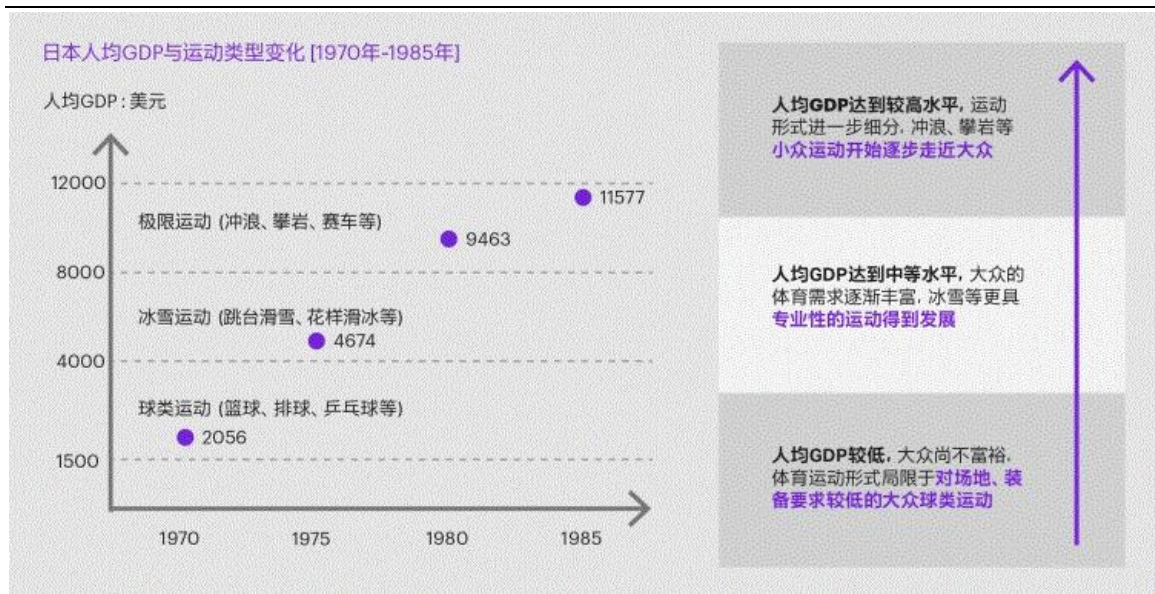 日本人均GDP与运动类型变化 [1970年-1985年]
人均GDP：美元
12000
11577
极限运动 (冲浪、攀岩、赛车等)
9463
8000
冰雪运动 (跳台滑雪、花样滑冰等)
4674
4000
球类运动 (篮球、排球、乒乓球等)
2056
1500
1970 1975 1980 1985
人均GDP达到较高水平，运动
形式进一步细分，冲浪、攀岩等
小众运动开始逐步走近大众
人均GDP达到中等水平，大众的
体育需求逐渐丰富，冰雪等更具
专业性的运动得到发展
人均GDP较低，大众尚不富裕，
体育运动形式局限于对场地、装
备要求较低的大众球类运动